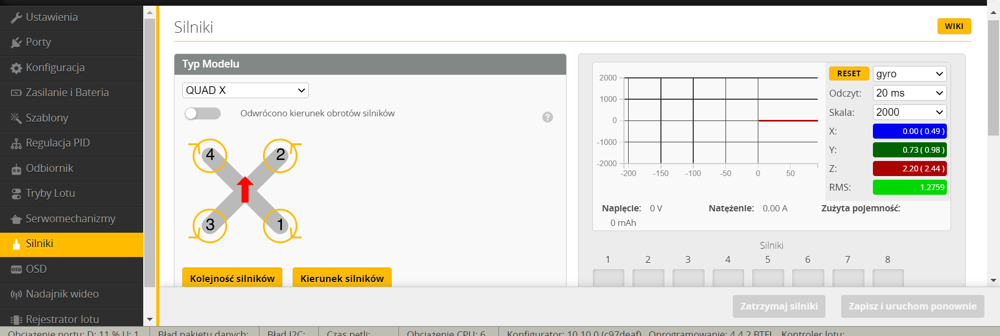 Ustawienia
Porty
Konfiguracja
Zasilanie i Bateria
Szablony
Regulacja PID
Odbiornik
Tryby Lotu
Serwomechanizmy
Silniki
OSD
OSD
Nadajnik wideo
Rejestrator lotu
Silniki
WIKI
Typ Modelu
QUAD X
Odwrócono kierunek obrotów silników
?
4
2
3
1
Kolejność silników
Kierunek silników
2000
1000
0
-1000
-2000
-200
-150
-100
-50
0
50
RESET
gyro
Odczyt:
20 ms
Skala:
2000
X:
0.00 ( 0.49 )
Y:
0.73 ( 0.98 )
Z:
2.20 ( 2.44 )
RMS:
1.2759
Napięcie: 0 V
Natężenie: 0.00 A
Zużyta pojemność:
0 mAh
Silniki
1 2 3 4 5 6 7 8
Zatrzymaj silniki
Zapisz i uruchom ponownie
Obciążenie portu: D: 11 % U: 1
Błąd pakietu danych:
Błąd I2C:
Czas pętli:
Obciążenie CPU: 6
Konfigurator: 10.10.0 (c97deaf)
Oprogramowanie: 4.4.2 BTFL
Kontroler lotu: